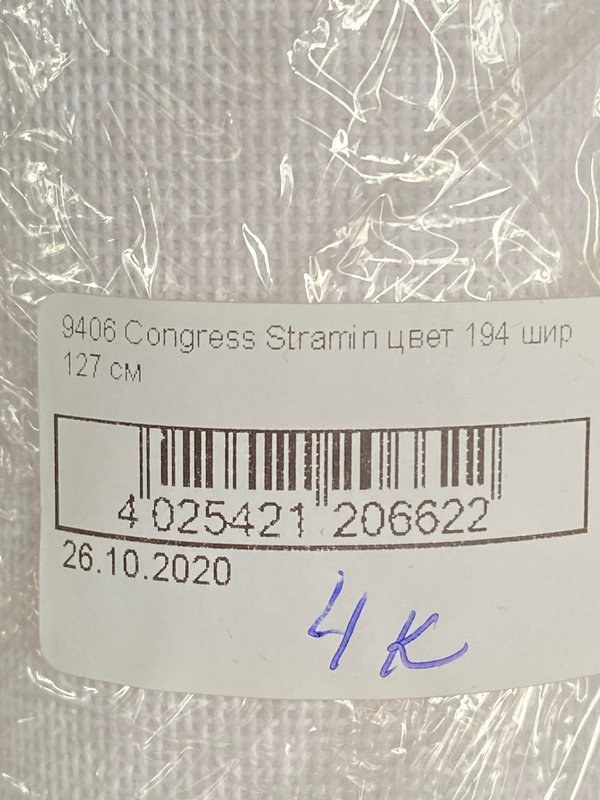 9406 Congress Stramin цвет 194 шир
127 см
4 025421 206622
26.10.2020
4 к